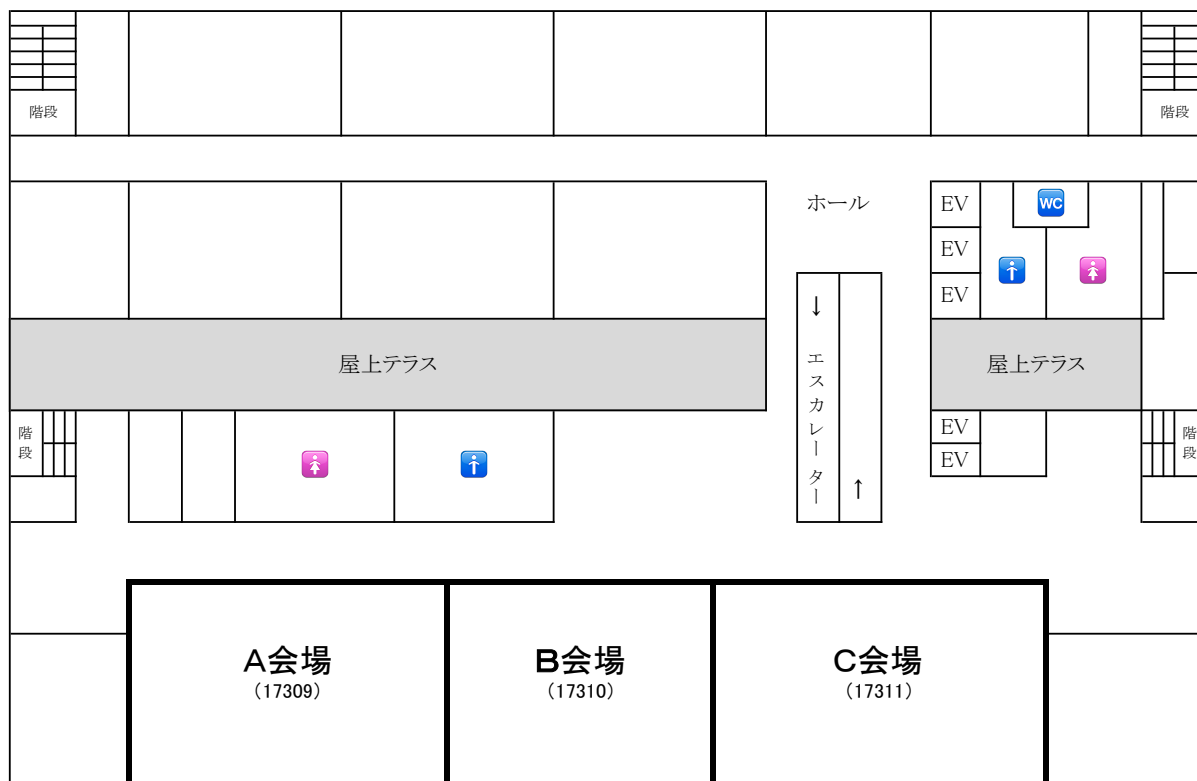 階段
階段
ホール
EV
WC
EV
EV
↓
エスカレーター
↑
屋上テラス
屋上テラス
階段
EV
EV
階段
A会場
(17309)
B会場
(17310)
C会場
(17311)